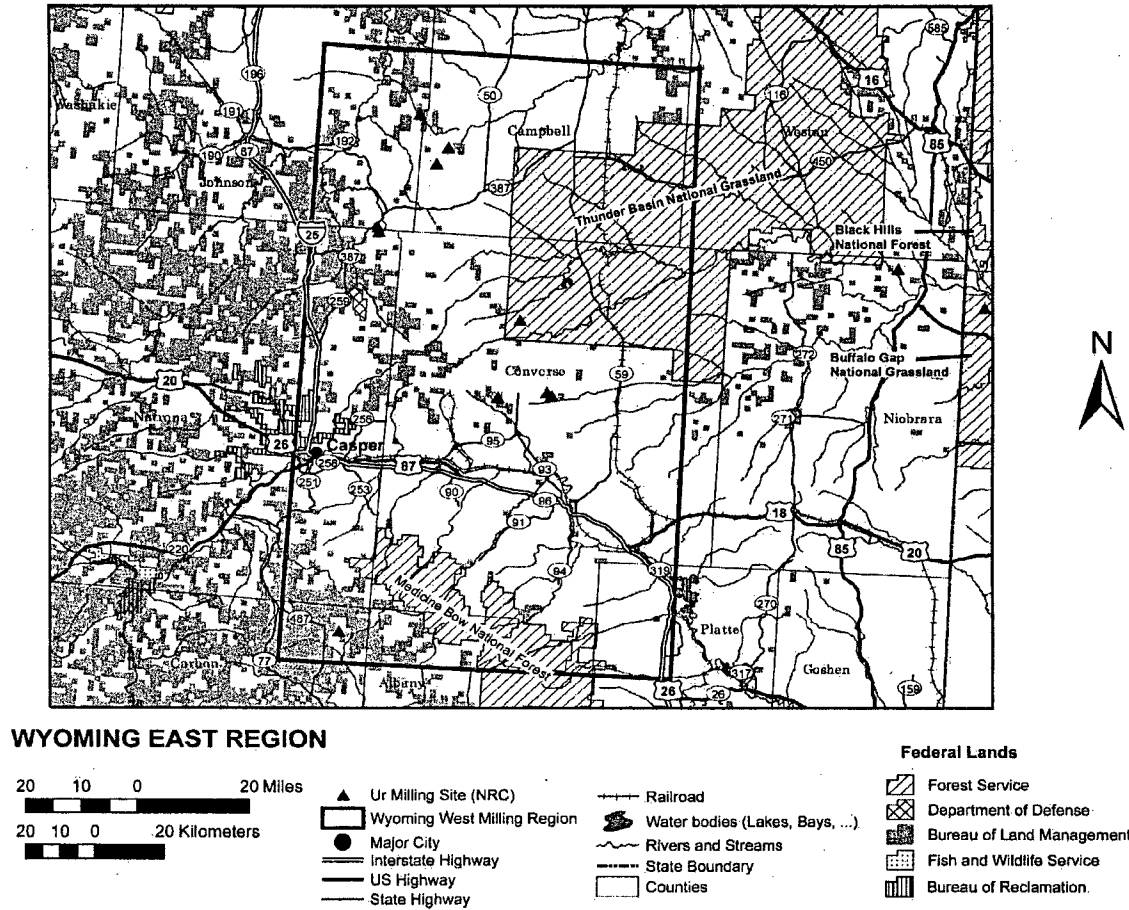 585
196
16
50
116
Washakie
Campbell
Weston
191
192
85
87
190
450
Johnson
387
Thunder Basin National Grassland
Black Hills
National Forest
25
387
259
272
Buffalo Gap
National Grassland
20
Converse
59
Natrona
271
Niobrara
26
Casper
95
258
87
93
251
253
90
96
18
91
85
20
220
94
319
Medicine Bow National Forest
270
487
Platte
77
Carbon
Albany
317
Goshen
26
26
159
N
WYOMING EAST REGION
20 10 0 20 Miles
20 10 0 20 Kilometers
Ur Milling Site (NRC)
Wyoming West Milling Region
Major City
Interstate Highway
US Highway
State Highway
Railroad
Water bodies (Lakes, Bays, ...)
Rivers and Streams
State Boundary
Counties
Federal Lands
Forest Service
Department of Defense
Bureau of Land Management
Fish and Wildlife Service
Bureau of Reclamation